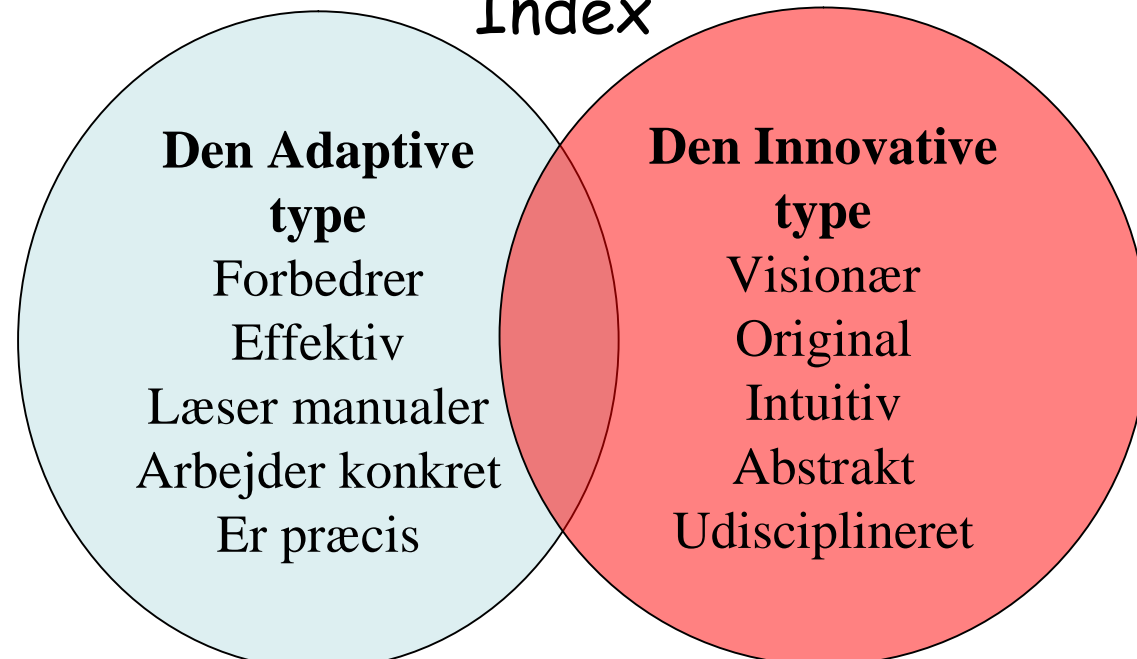 Index
Den Adaptive
type
Forbedrer
Effektiv
Læser manualer
Arbejder konkret
Er præcis
Den Innovative
type
Visionær
Original
Intuitiv
Abstrakt
Udisciplineret